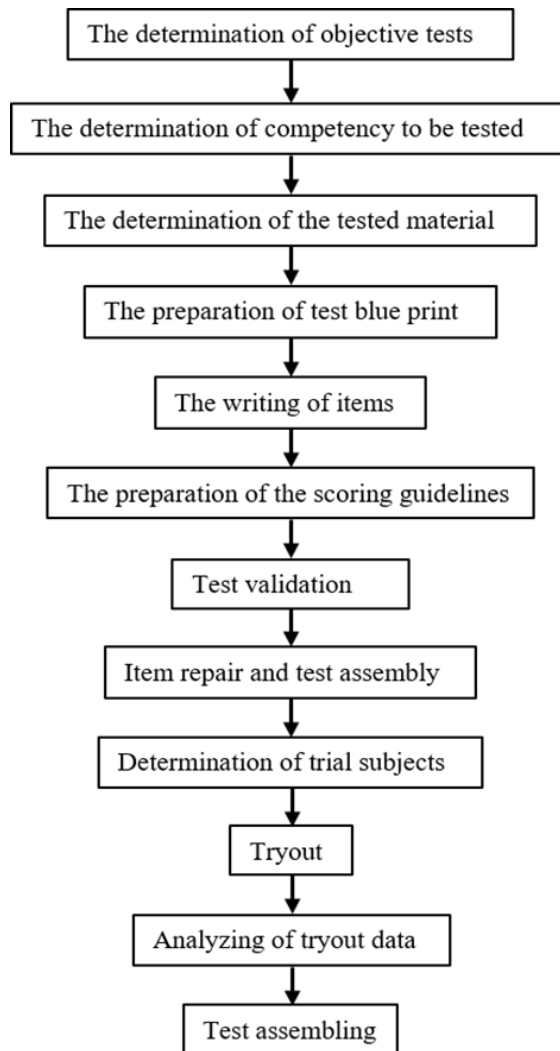 The determination of objective tests
The determination of competency to be tested
The determination of the tested material
The preparation of test blue print
The writing of items
The preparation of the scoring guidelines
Test validation
Item repair and test assembly
Determination of trial subjects
Tryout
Analyzing of tryout data
Test assembling